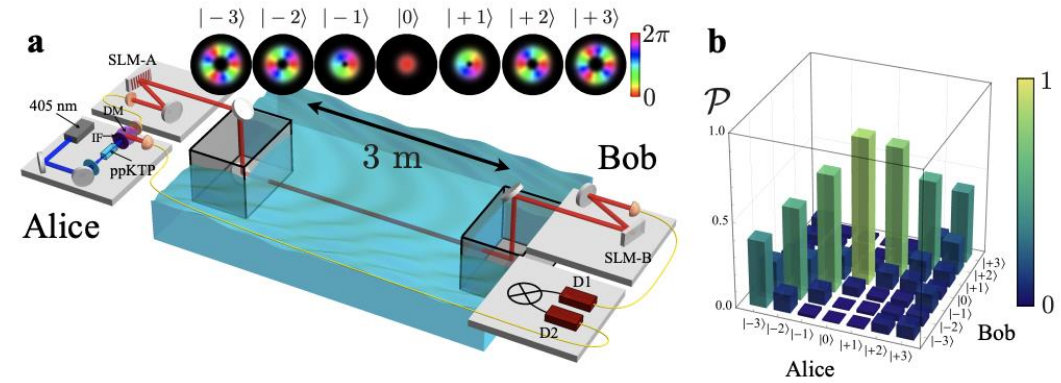 a
|−3⟩ |−2⟩ |−1⟩ |0⟩ |+1⟩ |+2⟩ |+3⟩
2π
0
SLM-A
405 nm
DM
IF
ppKTP
Alice
3 m
Bob
SLM-B
D1
D2
b
𝒫
1.0
0.5
0.0
|−3⟩ |−2⟩ |−1⟩ |0⟩ |+1⟩ |+2⟩ |+3⟩
Alice
|+3⟩
|+2⟩
|+1⟩
|0⟩
|−1⟩
|−2⟩
|−3⟩
Bob
1
0